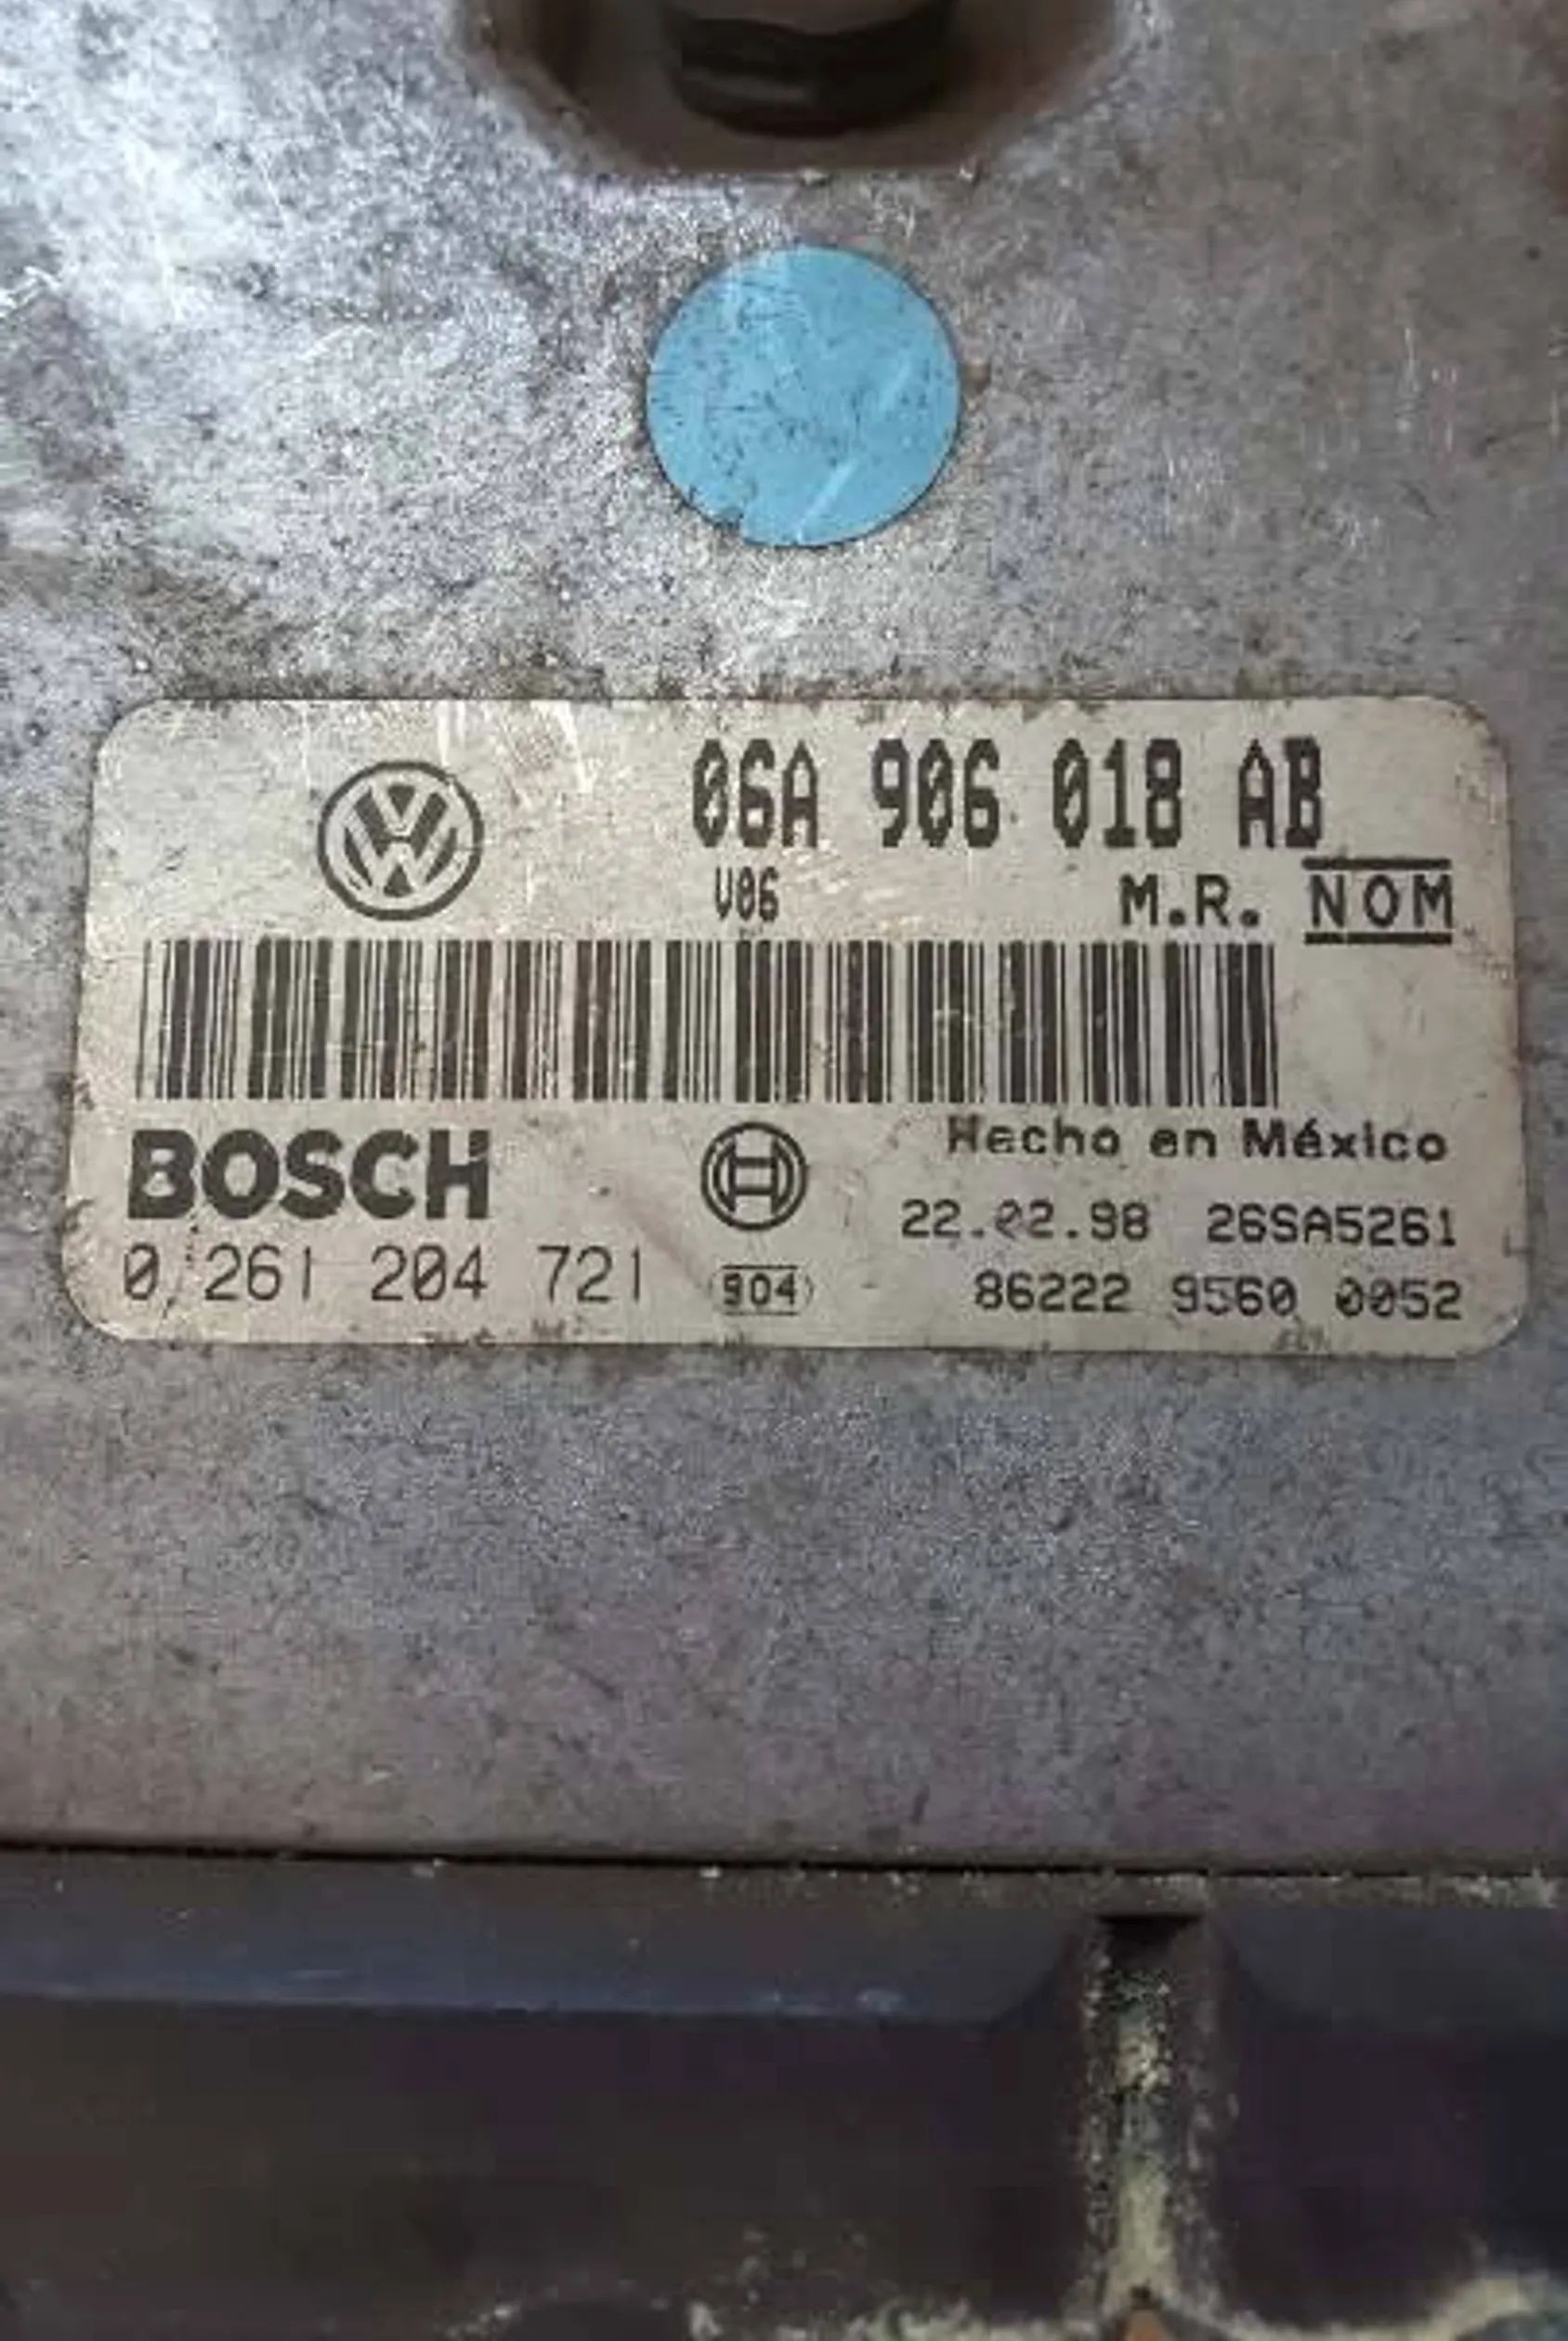 06A 906 018 AB
V06 M.R. NOM
BOSCH
Hecho en México
22.02.98 26SA5261
0 261 204 721 904 86222 9560 0052